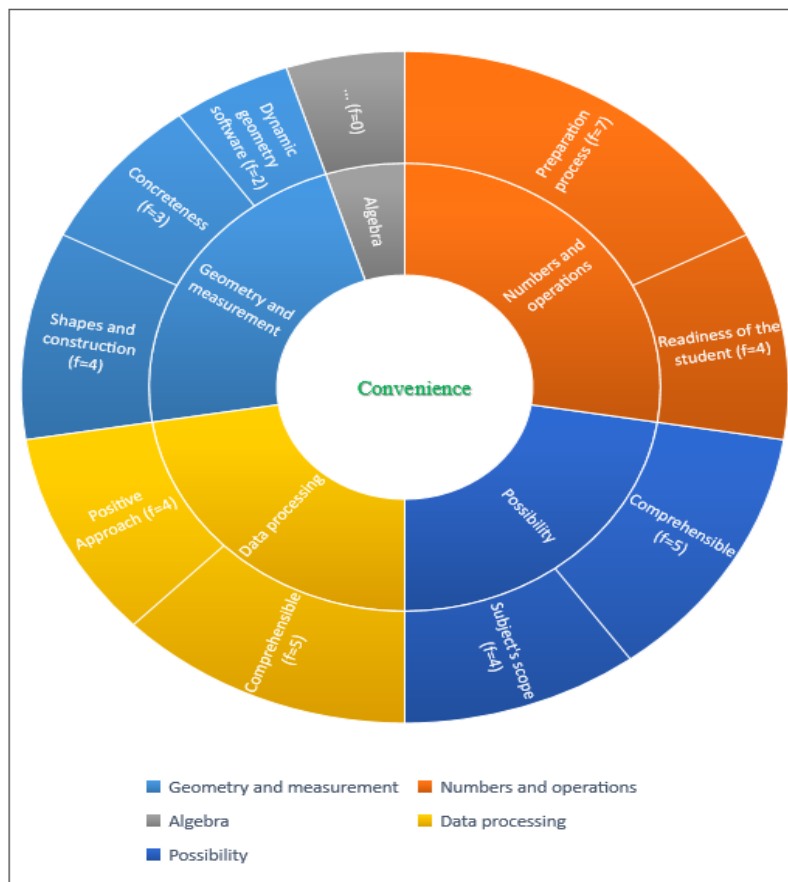 Preparation
process (f=7)
Readiness of the
student (f=4)
Numbers and
operations
Comprehensible
(f=5)
Subject's scope
(f=4)
Possibility
Comprehensible
(f=5)
Positive
Approach (f=4)
Data processing
Shapes and
construction
(f=4)
Concreteness
(f=3)
Dynamic
geometry
software (f=2)
Geometry and
measurement
... (f=0)
Algebra
Convenience
Geometry and measurement
Numbers and operations
Algebra
Data processing
Possibility